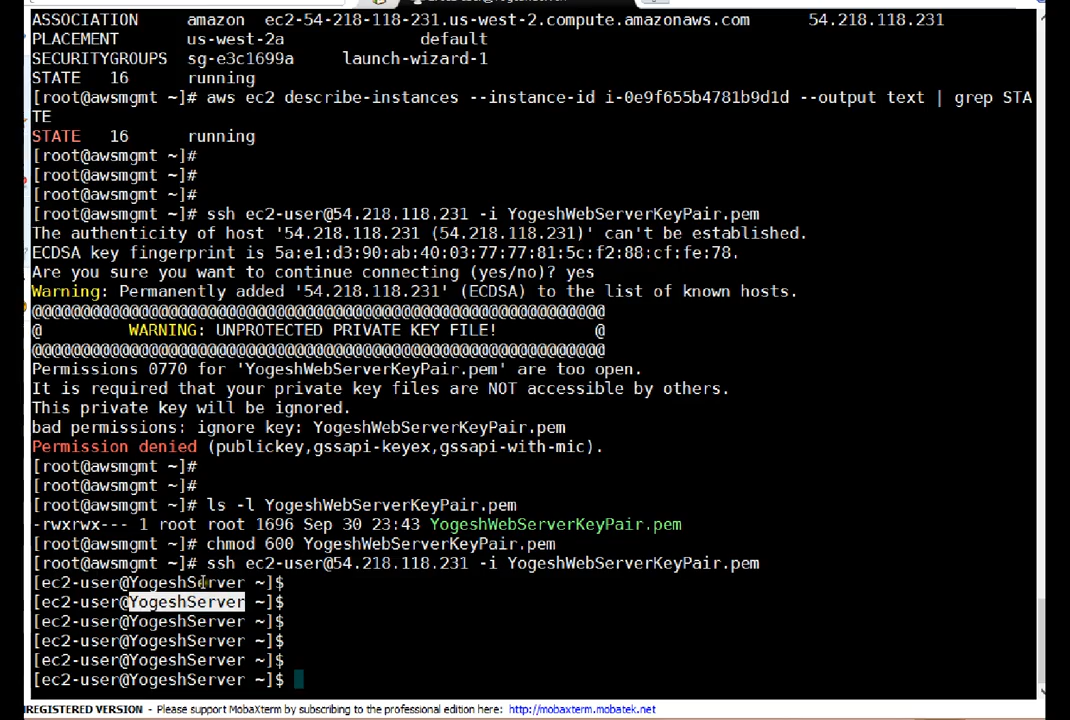 ASSOCIATION     amazon  ec2-54-218-118-231.us-west-2.compute.amazonaws.com      54.218.118.231
PLACEMENT       us-west-2a              default
SECURITYGROUPS  sg-e3c1699a     launch-wizard-1
STATE   16      running
[root@awsmgmt ~]# aws ec2 describe-instances --instance-id i-0e9f655b4781b9d1d --output text | grep STA
TE
STATE   16      running
[root@awsmgmt ~]#
[root@awsmgmt ~]#
[root@awsmgmt ~]#
[root@awsmgmt ~]# ssh ec2-user@54.218.118.231 -i YogeshWebServerKeyPair.pem
The authenticity of host '54.218.118.231 (54.218.118.231)' can't be established.
ECDSA key fingerprint is 5a:e1:d3:90:ab:40:03:77:77:81:5c:f2:88:cf:fe:78.
Are you sure you want to continue connecting (yes/no)? yes
Warning: Permanently added '54.218.118.231' (ECDSA) to the list of known hosts.
@@@@@@@@@@@@@@@@@@@@@@@@@@@@@@@@@@@@@@@@@@@@@@@@@@@@@@@@@@@
@         WARNING: UNPROTECTED PRIVATE KEY FILE!          @
@@@@@@@@@@@@@@@@@@@@@@@@@@@@@@@@@@@@@@@@@@@@@@@@@@@@@@@@@@@
Permissions 0770 for 'YogeshWebServerKeyPair.pem' are too open.
It is required that your private key files are NOT accessible by others.
This private key will be ignored.
bad permissions: ignore key: YogeshWebServerKeyPair.pem
Permission denied (publickey,gssapi-keyex,gssapi-with-mic).
[root@awsmgmt ~]#
[root@awsmgmt ~]#
[root@awsmgmt ~]# ls -l YogeshWebServerKeyPair.pem
-rwxrwx--- 1 root root 1696 Sep 30 23:43 YogeshWebServerKeyPair.pem
[root@awsmgmt ~]# chmod 600 YogeshWebServerKeyPair.pem
[root@awsmgmt ~]# ssh ec2-user@54.218.118.231 -i YogeshWebServerKeyPair.pem
[ec2-user@YogeshServer ~]$
[ec2-user@YogeshServer ~]$
[ec2-user@YogeshServer ~]$
[ec2-user@YogeshServer ~]$
[ec2-user@YogeshServer ~]$
[ec2-user@YogeshServer ~]$
REGISTERED VERSION - Please support MobaXterm by subscribing to the professional edition here: http://mobaxterm.mobatek.net